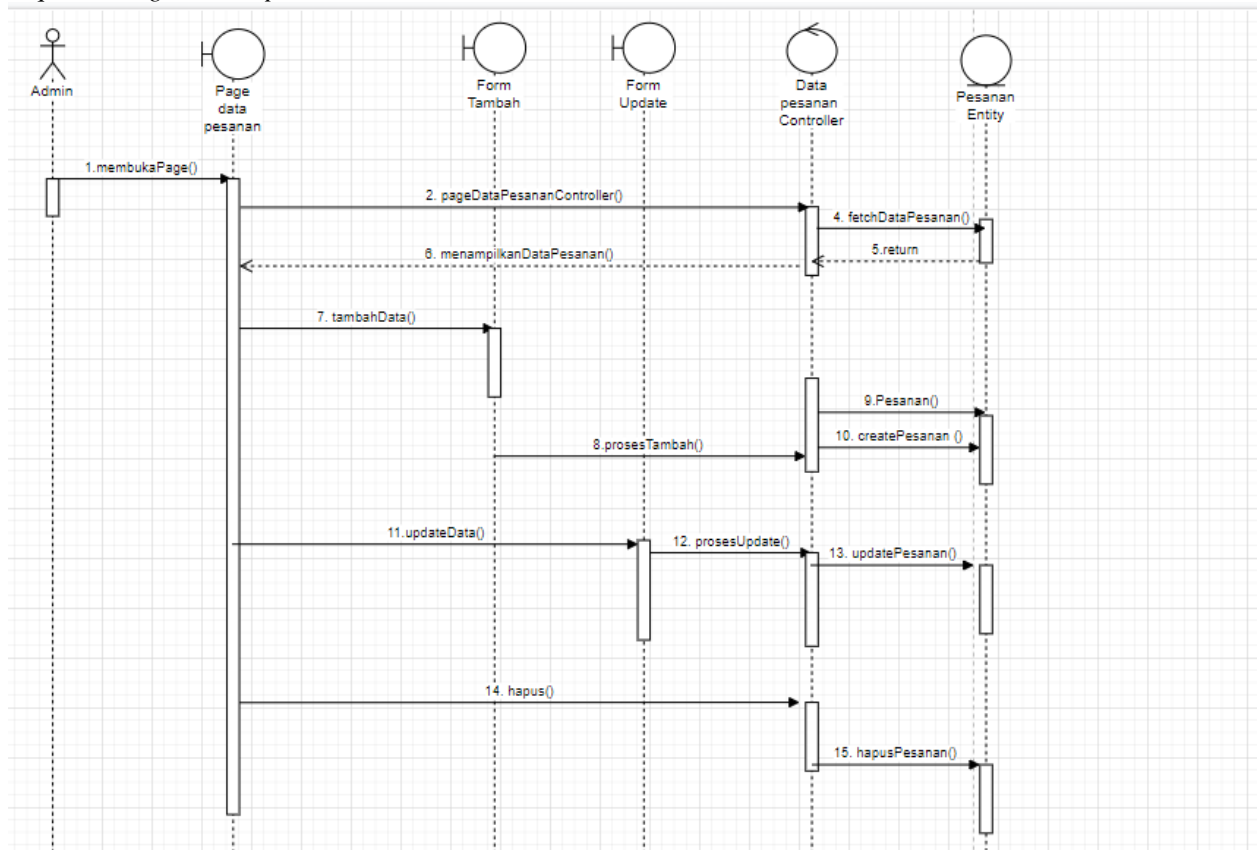 Admin
Page
data
pesanan
Form
Tambah
Form
Update
Data
pesanan
Controller
Pesanan
Entity
1.membukaPage()
2. pageDataPesananController()
4. fetchDataPesanan()
5.return
6. menampilkanDataPesanan()
7. tambahData()
9.Pesanan()
10. createPesanan ()
8.prosesTambah()
11.updateData()
12. prosesUpdate()
13. updatePesanan()
14. hapus()
15. hapusPesanan()